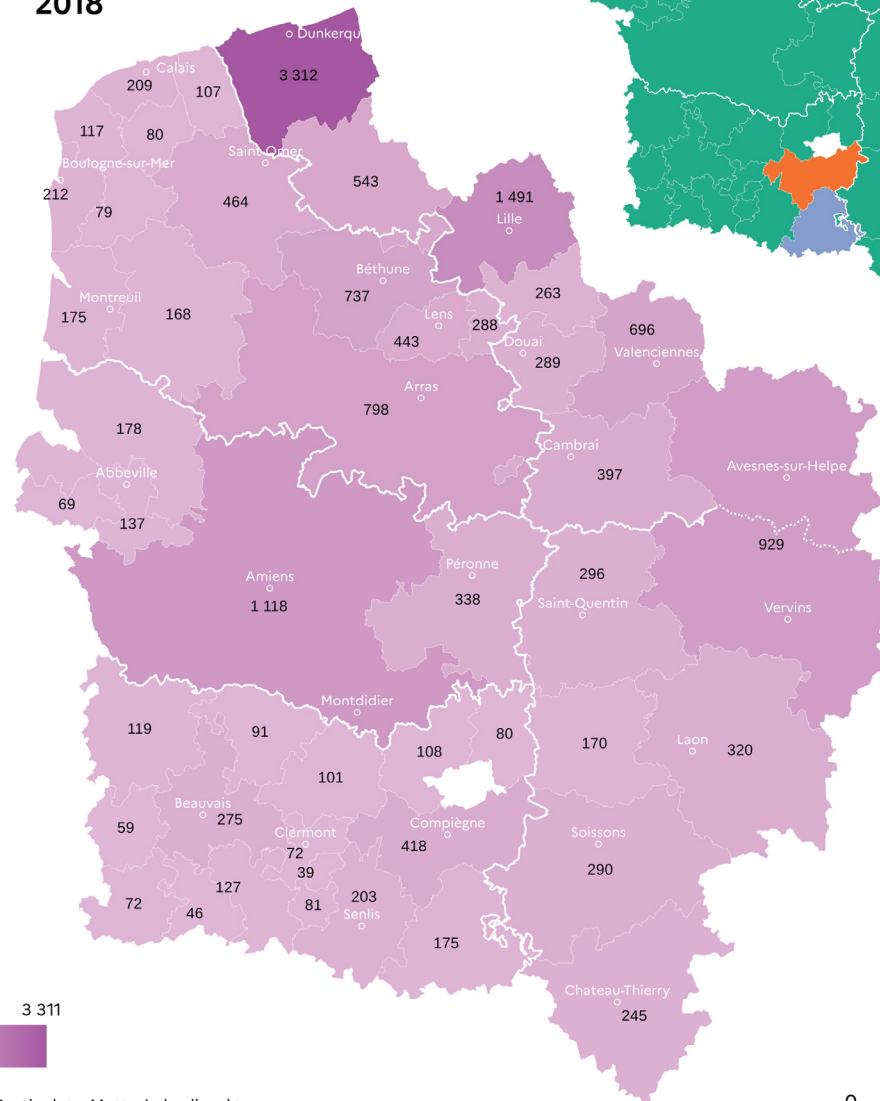 2018
Dunkerqu
3 312
Calais
209
107
117
80
Saint-Omer
Boulogne-sur-Mer
543
1 491
212
464
79
Lille
Béthune
263
737
175
Montreuil
168
Lens
288
696
443
Douai
289
Valenciennes
Arras
798
178
Cambrai
397
Avesnes-sur-Helpe
Abbeville
69
137
929
Péronne
296
Amiens
338
Saint-Quentin
1 118
Vervins
Montdidier
119
91
108
80
170
Laon
320
101
Beauvais
275
59
Clermont
Compiègne
Soissons
72
418
39
290
127
72
46
81
203
Senlis
175
Chateau-Thierry
245
3 311